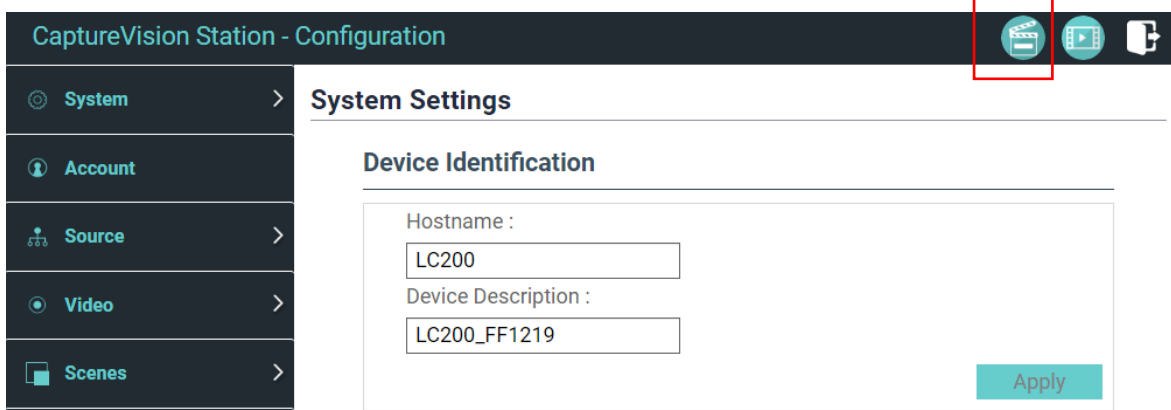 CaptureVision Station - Configuration
System
Account
Source
Video
Scenes
System Settings
Device Identification
Hostname :
LC200
Device Description :
LC200_FF1219
Apply